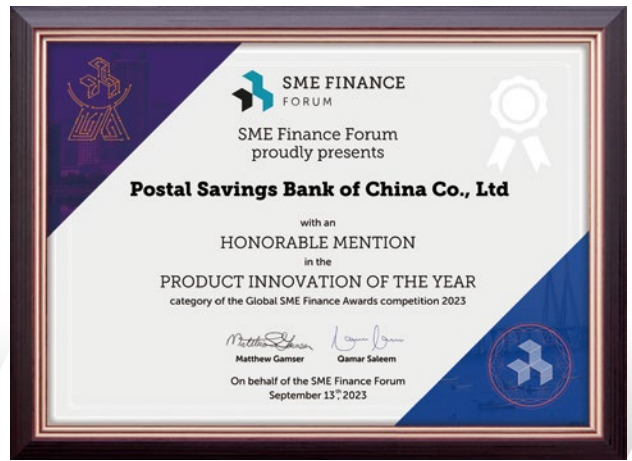 SME FINANCE
FORUM
SME Finance Forum
proudly presents
Postal Savings Bank of China Co., Ltd
with an
HONORABLE MENTION
in the
PRODUCT INNOVATION OF THE YEAR
category of the Global SME Finance Awards competition 2023
Matthew Gamser
Qamar Saleem
On behalf of the SME Finance Forum
September 13th, 2023